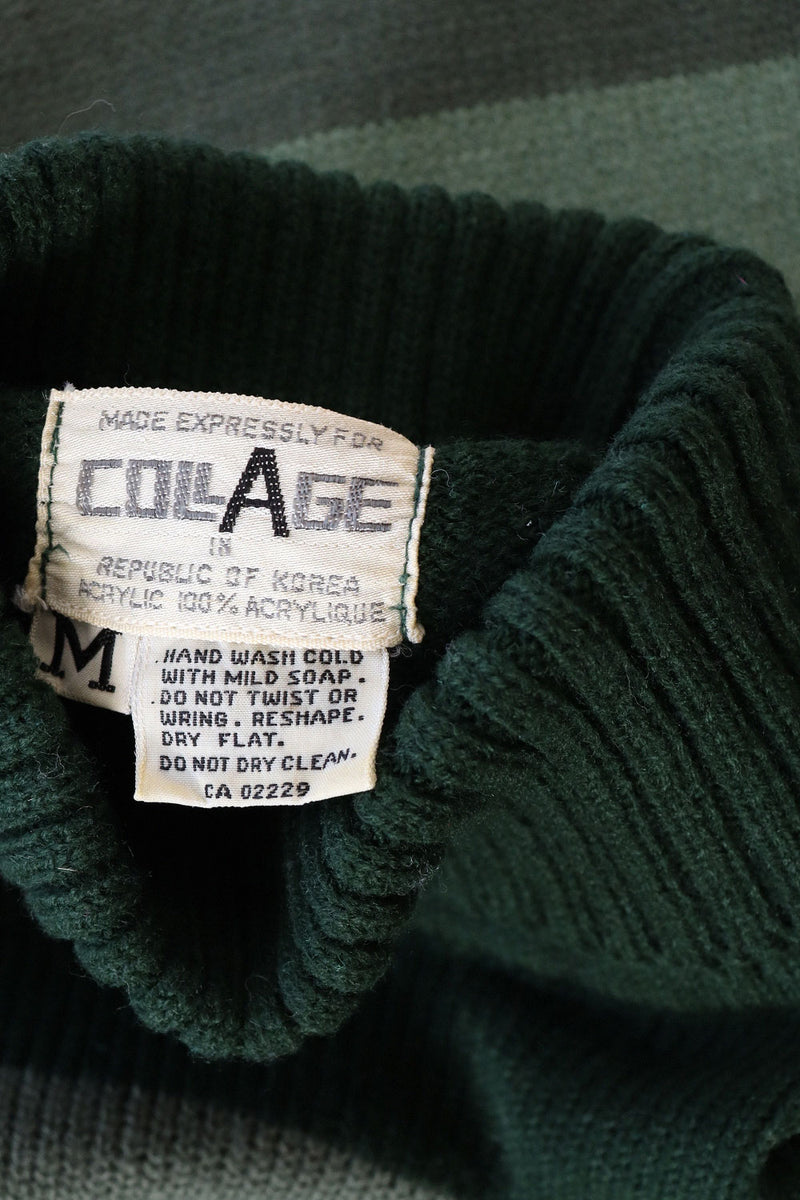 MADE EXPRESSLY FOR
COLLAGE
IN
REPUBLIC OF KOREA
ACRYLIC 100% ACRYLIQUE
M
.HAND WASH COLD
WITH MILD SOAP.
.DO NOT TWIST OR
WRING. RESHAPE.
DRY FLAT.
DO NOT DRY CLEAN.
CA 02229